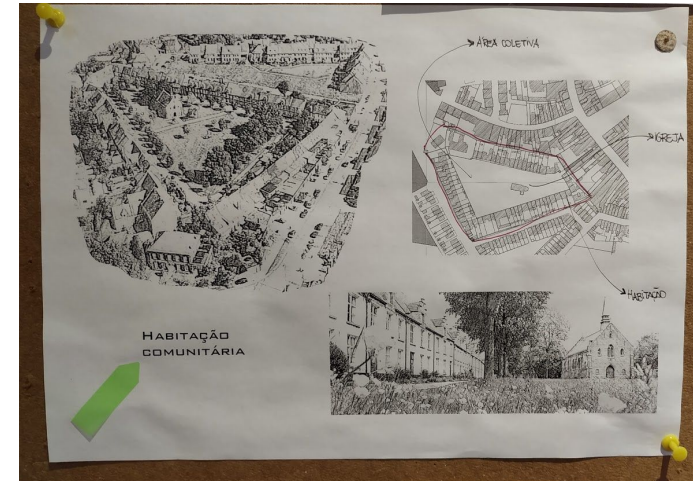 ÁREA COLETIVA
IGREJA
HABITAÇÃO
HABITAÇÃO
COMUNITÁRIA